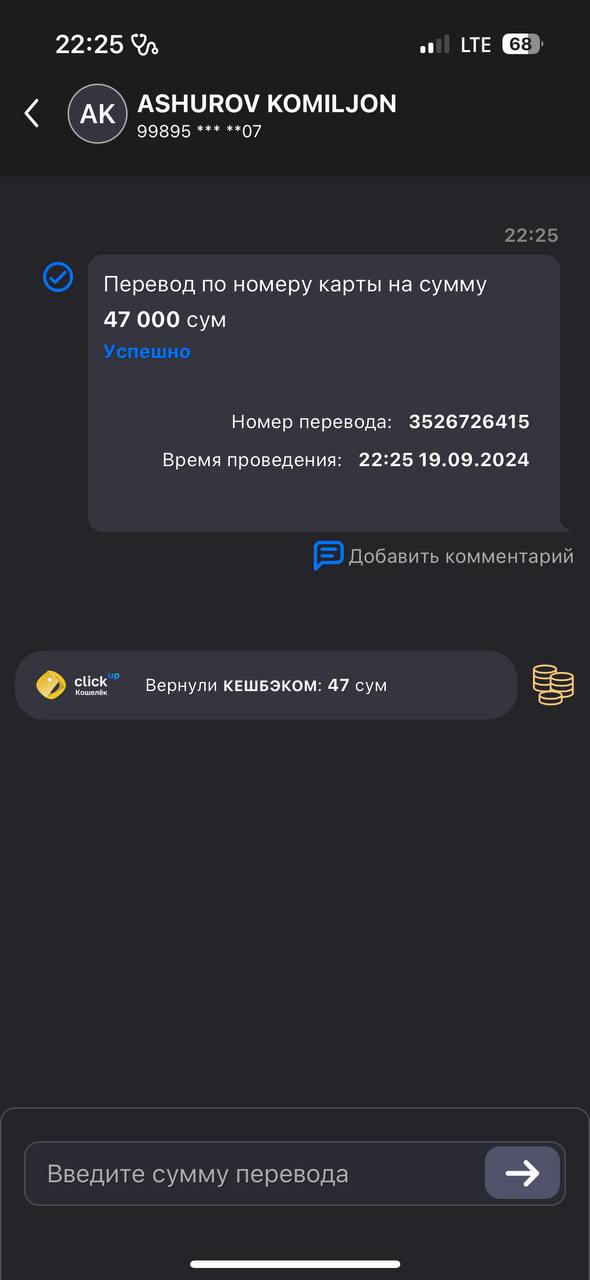 22:25
LTE 68
AK
ASHUROV KOMILJON
99895 *** **07
22:25
Перевод по номеру карты на сумму
47 000 сум
Успешно
Номер перевода: 3526726415
Время проведения: 22:25 19.09.2024
Добавить комментарий
click up
Кошелёк
Вернули КЕШБЭКОМ: 47 сум
Введите сумму перевода